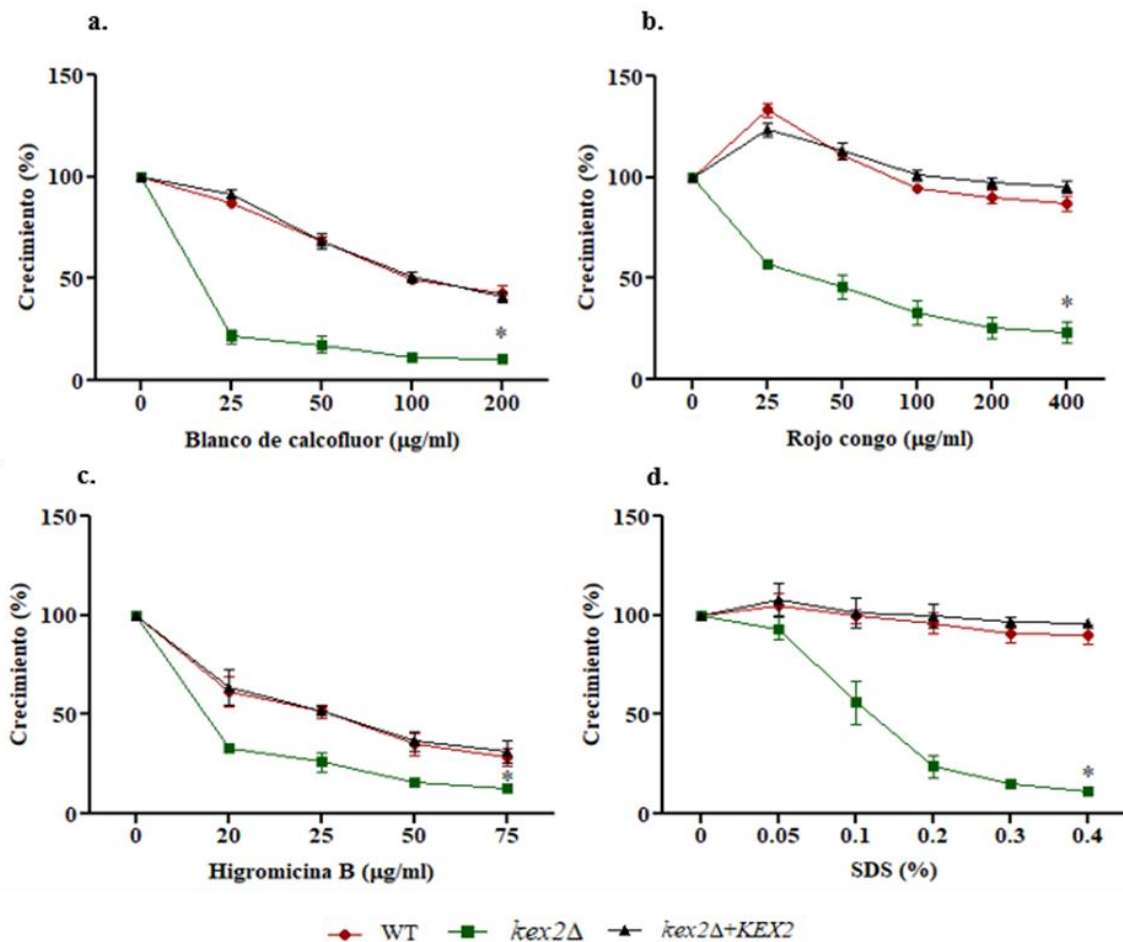 a.
Crecimiento (%)
150
100
50
0
0 25 50 100 200
Blanco de calcofluor (µg/ml)
*
b.
Crecimiento (%)
150
100
50
0
0 25 50 100 200 400
Rojo congo (µg/ml)
*
c.
Crecimiento (%)
150
100
50
0
0 20 25 50 75
Higromicina B (µg/ml)
*
d.
Crecimiento (%)
150
100
50
0
0 0.05 0.1 0.2 0.3 0.4
SDS (%)
*
WT kex2Δ kex2Δ+KEX2